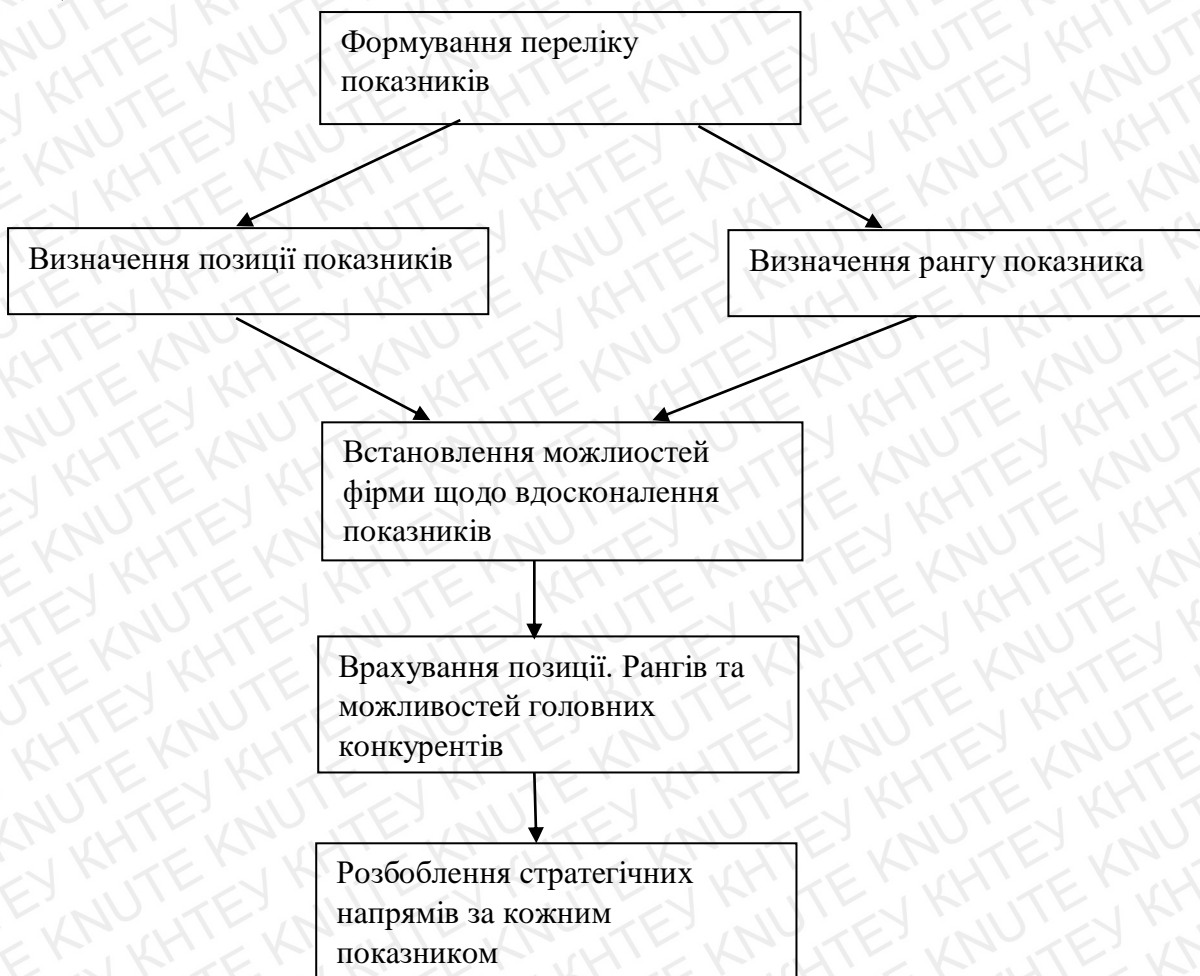 Формування переліку
показників
Визначення позиції показників
Визначення рангу показника
Встановлення можлиостей
фірми щодо вдосконалення
показників
Врахування позиції. Рангів та
можливостей головних
конкурентів
Розбоблення стратегічних
напрямів за кожним
показником